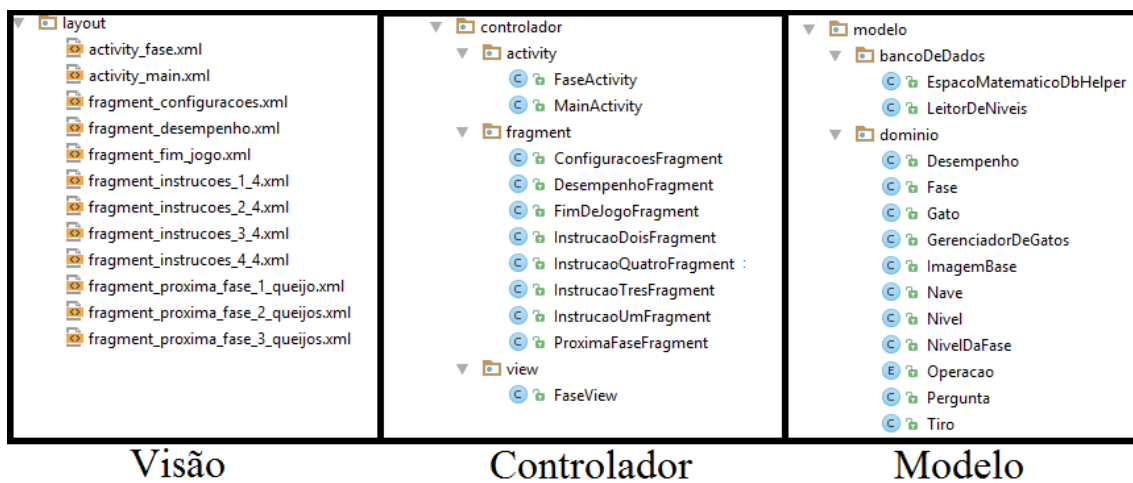 layout
activity_fase.xml
activity_main.xml
fragment_configuracoes.xml
fragment_desempenho.xml
fragment_fim_jogo.xml
fragment_instrucoes_1_4.xml
fragment_instrucoes_2_4.xml
fragment_instrucoes_3_4.xml
fragment_instrucoes_4_4.xml
fragment_proxima_fase_1_queijo.xml
fragment_proxima_fase_2_queijos.xml
fragment_proxima_fase_3_queijos.xml
Visão
controlador
activity
C FaseActivity
C MainActivity
fragment
C ConfiguracoesFragment
C DesempenhoFragment
C FimDeJogoFragment
C InstrucaoDoisFragment
C InstrucaoQuatroFragment :
C InstrucaoTresFragment
C InstrucaoUmFragment
C ProximaFaseFragment
view
C FaseView
Controlador
modelo
bancoDeDados
C EspacoMatematicoDbHelper
C LeitorDeNiveis
dominio
C Desempenho
C Fase
C Gato
C GerenciadorDeGatos
C ImagemBase
C Nave
C Nivel
C NivelDaFase
E Operacao
C Pergunta
C Tiro
Modelo